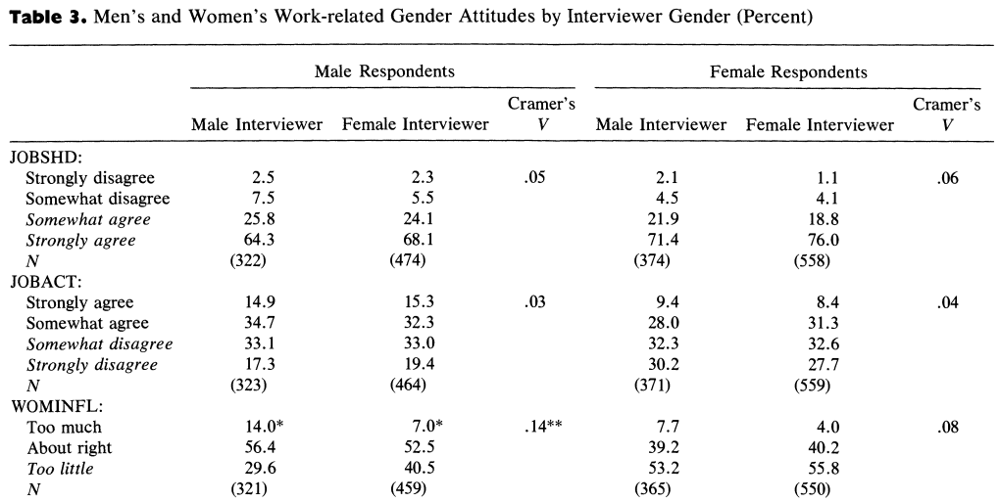 Table 3. Men's and Women's Work-related Gender Attitudes by Interviewer Gender (Percent)
Male Respondents Female Respondents
Cramer's Cramer's
Male Interviewer Female Interviewer V Male Interviewer Female Interviewer V
JOBSHD:
Strongly disagree 2.5 2.3 .05 2.1 1.1 .06
Somewhat disagree 7.5 5.5 4.5 4.1
Somewhat agree 25.8 24.1 21.9 18.8
Strongly agree 64.3 68.1 71.4 76.0
N (322) (474) (374) (558)
JOBACT:
Strongly agree 14.9 15.3 .03 9.4 8.4 .04
Somewhat agree 34.7 32.3 28.0 31.3
Somewhat disagree 33.1 33.0 32.3 32.6
Strongly disagree 17.3 19.4 30.2 27.7
N (323) (464) (371) (559)
WOMINFL:
Too much 14.0* 7.0* .14** 7.7 4.0 .08
About right 56.4 52.5 39.2 40.2
Too little 29.6 40.5 53.2 55.8
N (321) (459) (365) (550)